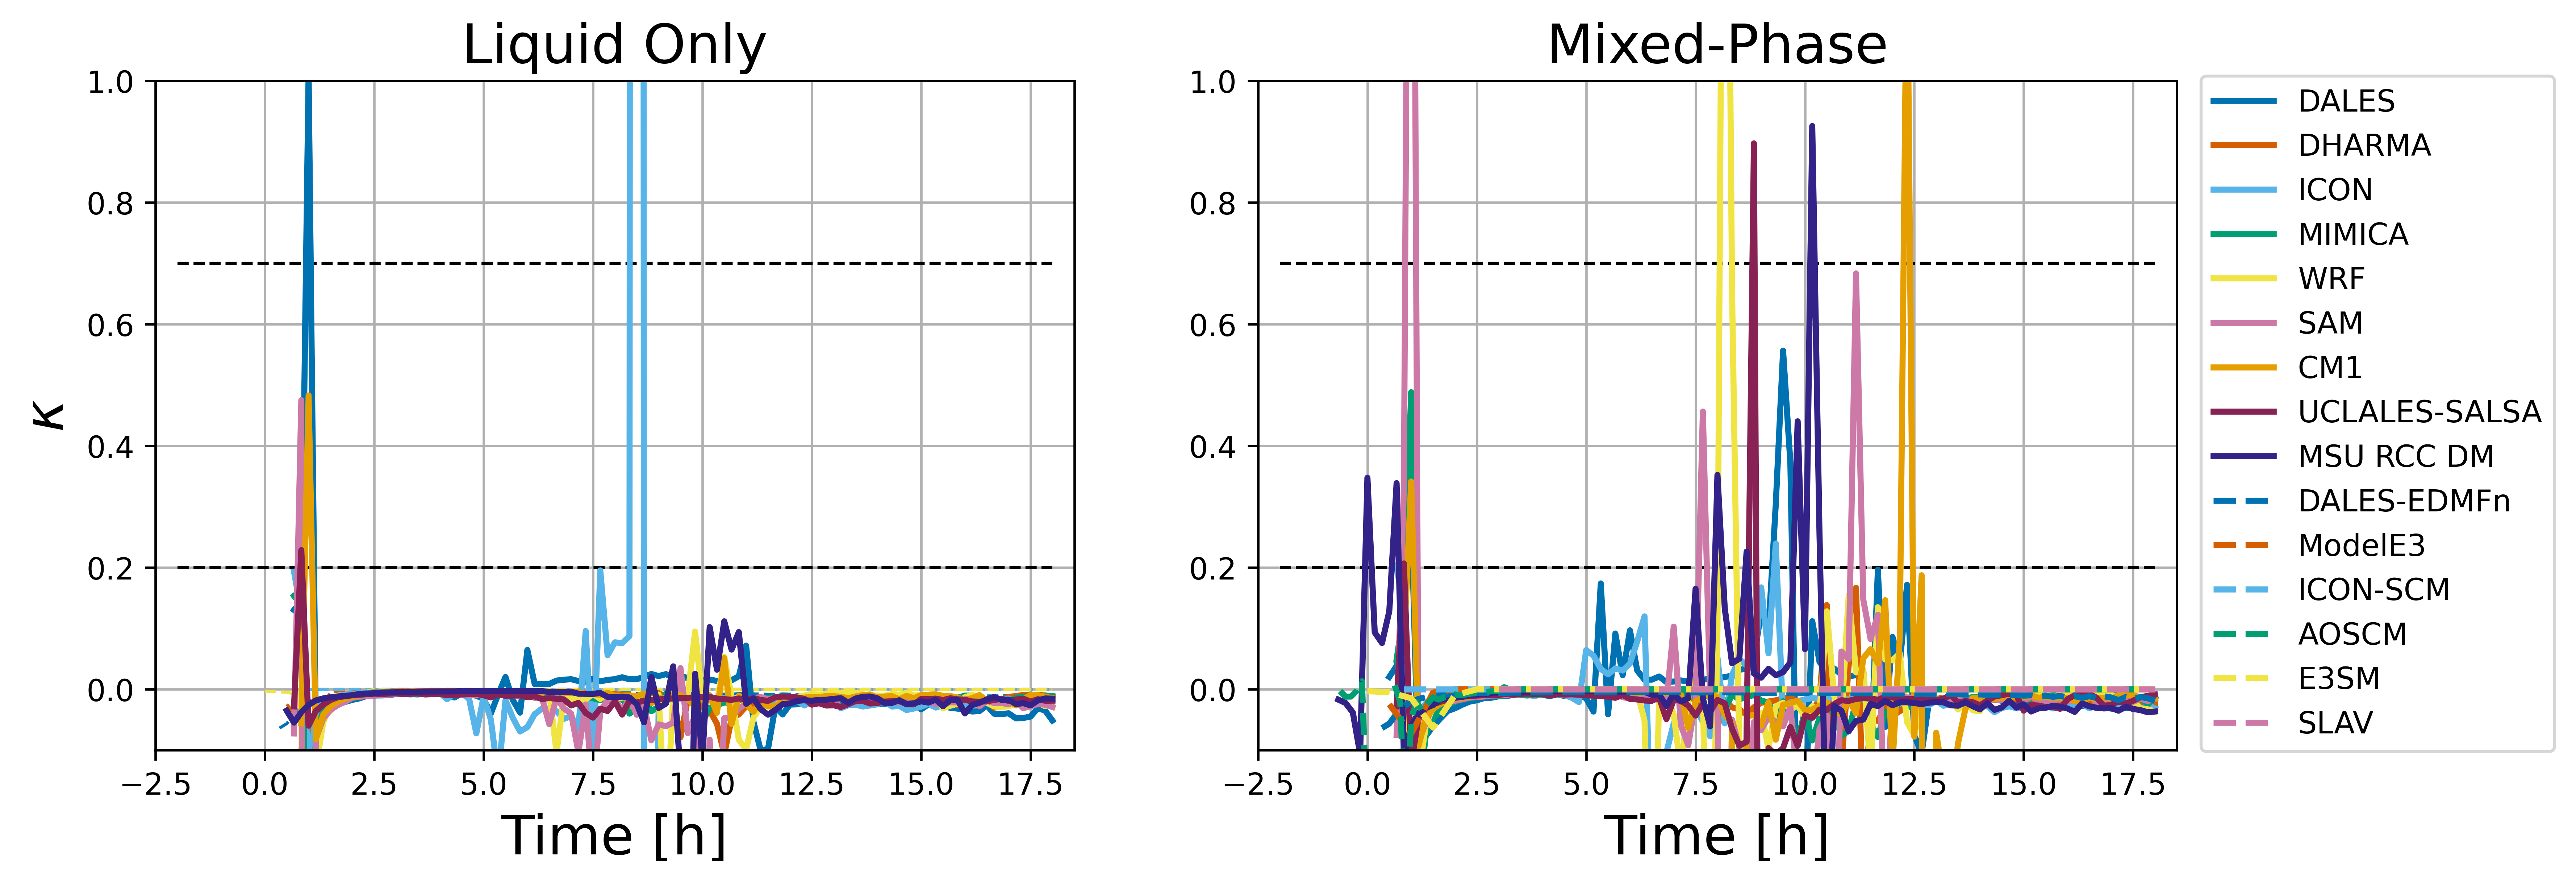 Liquid Only
1.0
0.8
0.6
0.4
0.2
0.0
κ
−2.5 0.0 2.5 5.0 7.5 10.0 12.5 15.0 17.5
Time [h]
Mixed-Phase
1.0
0.8
0.6
0.4
0.2
0.0
−2.5 0.0 2.5 5.0 7.5 10.0 12.5 15.0 17.5
Time [h]
DALES
DHARMA
ICON
MIMICA
WRF
SAM
CM1
UCLALES-SALSA
MSU RCC DM
DALES-EDMFn
ModelE3
ICON-SCM
AOSCM
E3SM
SLAV